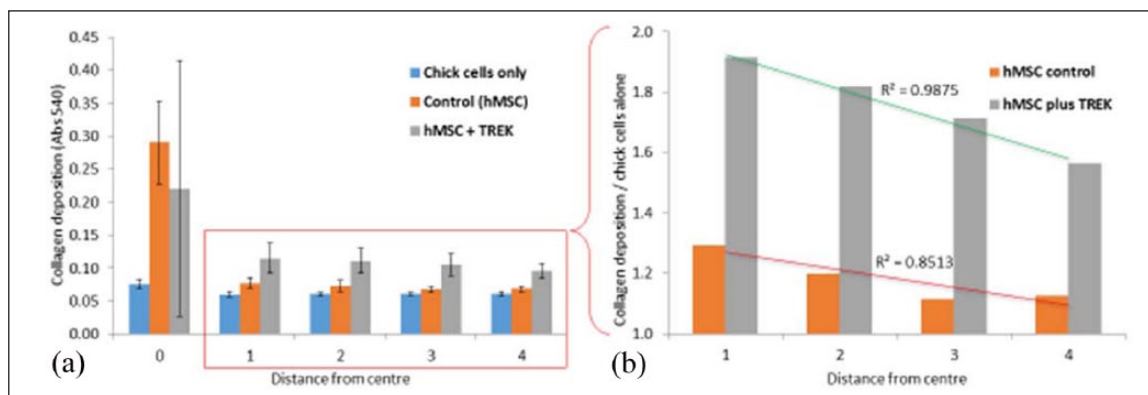 0.45
0.40
0.35
0.30
0.25
0.20
0.15
0.10
0.05
0.00
Collagen deposition (Abs 540)
Chick cells only
Control (hMSC)
hMSC + TREK
0 1 2 3 4
Distance from centre
(a)
2.0
1.8
1.6
1.4
1.2
1.0
Collagen deposition / chick cells alone
hMSC control
hMSC plus TREK
R² = 0.9875
R² = 0.8513
1 2 3 4
Distance from centre
(b)